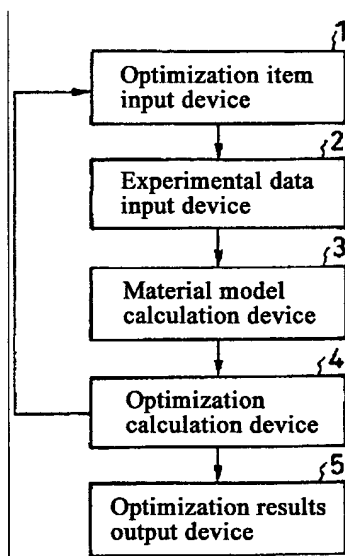 1
Optimization item
input device
2
Experimental data
input device
3
Material model
calculation device
4
Optimization
calculation device
5
Optimization results
output device